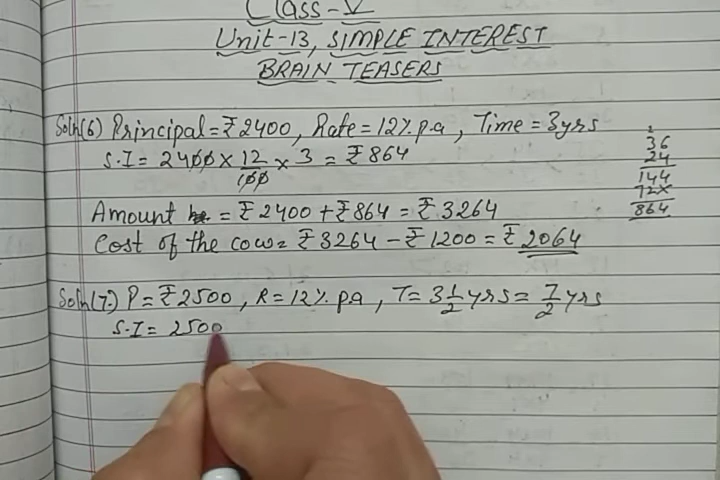 Class-V
Unit-13, SIMPLE INTEREST
BRAIN TEASERS
Soln(6) Principal = ₹2400, Rate = 12% p.a, Time = 3yrs
S.I = 2400 × 12/100 × 3 = ₹864
36
24
144
72×
864
Amount = ₹2400 + ₹864 = ₹3264
Cost of the cow = ₹3264 - ₹1200 = ₹2064
Soln(7) P = ₹2500, R = 12% p.a, T = 3 1/2 yrs = 7/2 yrs
S.I = 2500